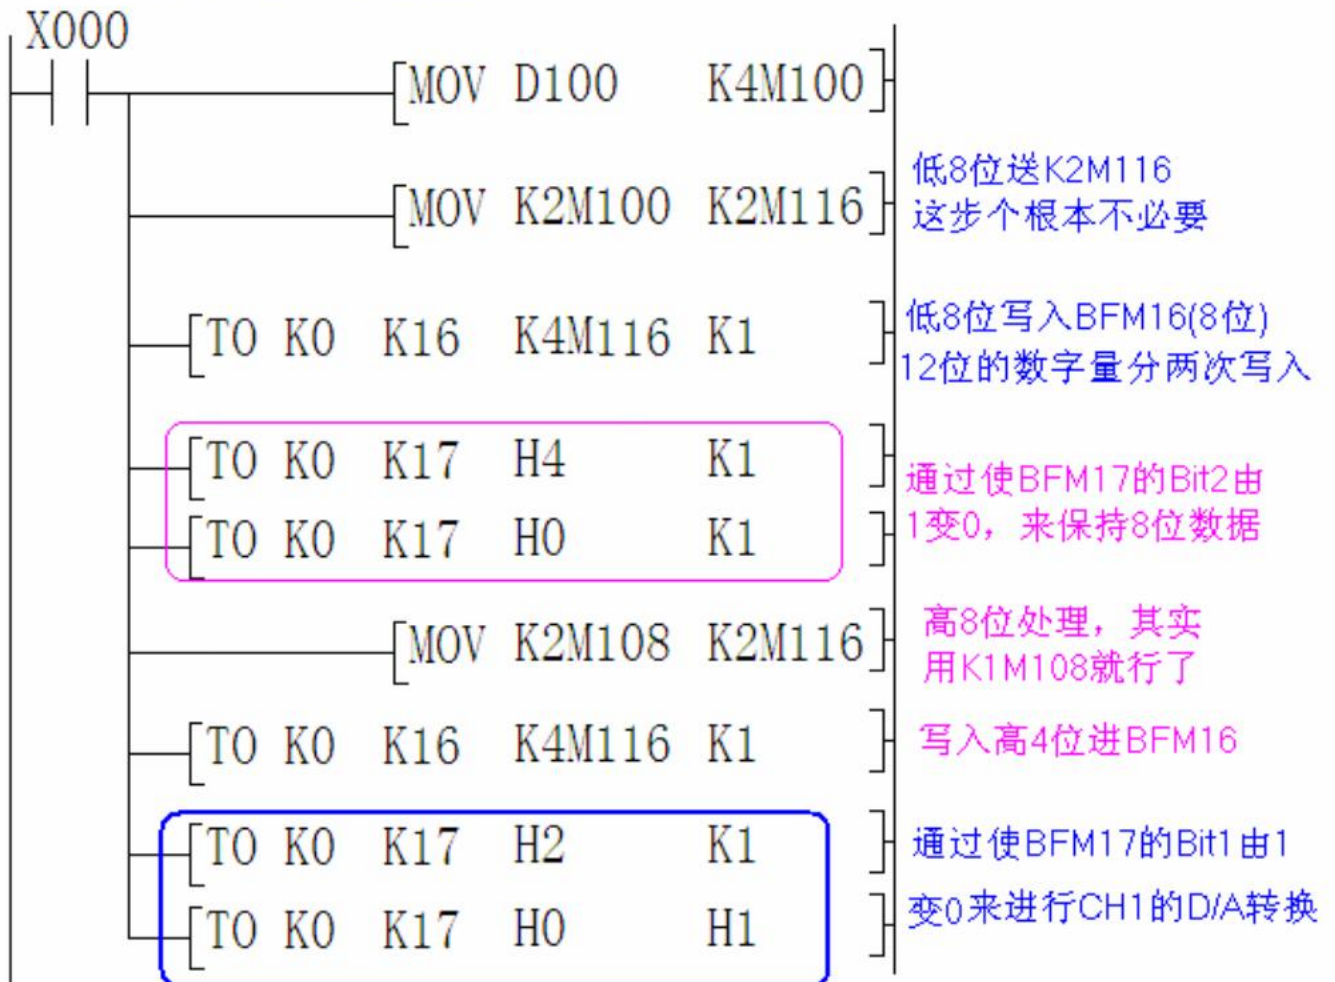 X000
[MOV D100 K4M100]
[MOV K2M100 K2M116]
低8位送K2M116
这步个根本不必要
[TO K0 K16 K4M116 K1 ]
低8位写入BFM16(8位)
12位的数字量分两次写入
[TO K0 K17 H4 K1 ]
[TO K0 K17 H0 K1 ]
通过使BFM17的Bit2由
1变0，来保持8位数据
[MOV K2M108 K2M116]
高8位处理，其实
用K1M108就行了
[TO K0 K16 K4M116 K1 ]
写入高4位进BFM16
[TO K0 K17 H2 K1 ]
[TO K0 K17 H0 H1 ]
通过使BFM17的Bit1由1
变0来进行CH1的D/A转换